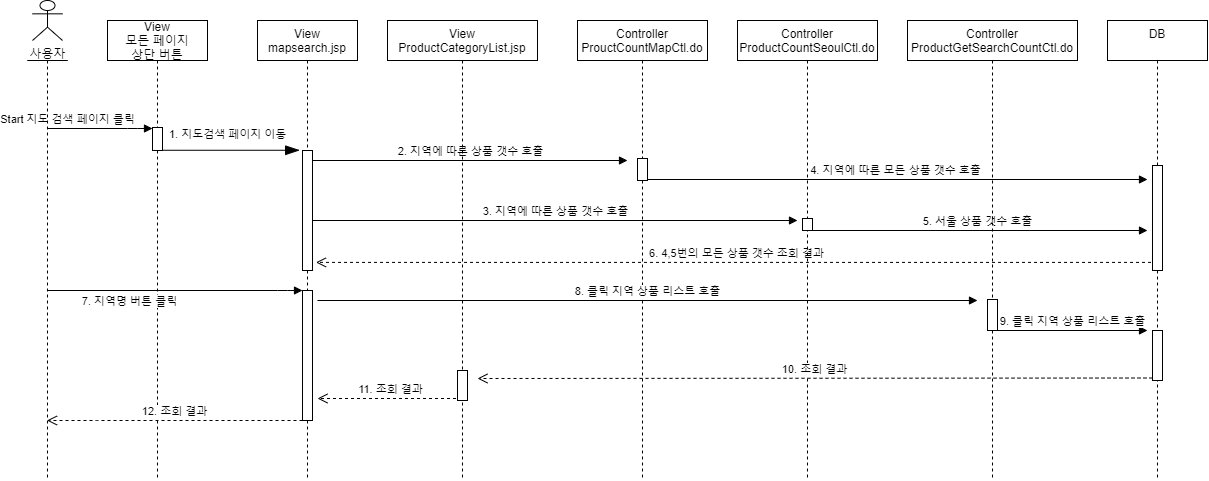 사용자
View
모든 페이지
상단 버튼
View
mapsearch.jsp
View
ProductCategoryList.jsp
Controller
ProuctCountMapCtl.do
Controller
ProductCountSeoulCtl.do
Controller
ProductGetSearchCountCtl.do
DB
Start 지도 검색 페이지 클릭
1. 지도검색 페이지 이동
2. 지역에 따른 상품 갯수 호출
4. 지역에 따른 모든 상품 갯수 호출
3. 지역에 따른 상품 갯수 호출
5. 서울 상품 갯수 호출
6. 4,5번의 모든 상품 갯수 조회 결과
7. 지역명 버튼 클릭
8. 클릭 지역 상품 리스트 호출
9. 클릭 지역 상품 리스트 호출
10. 조회 결과
11. 조회 결과
12. 조회 결과